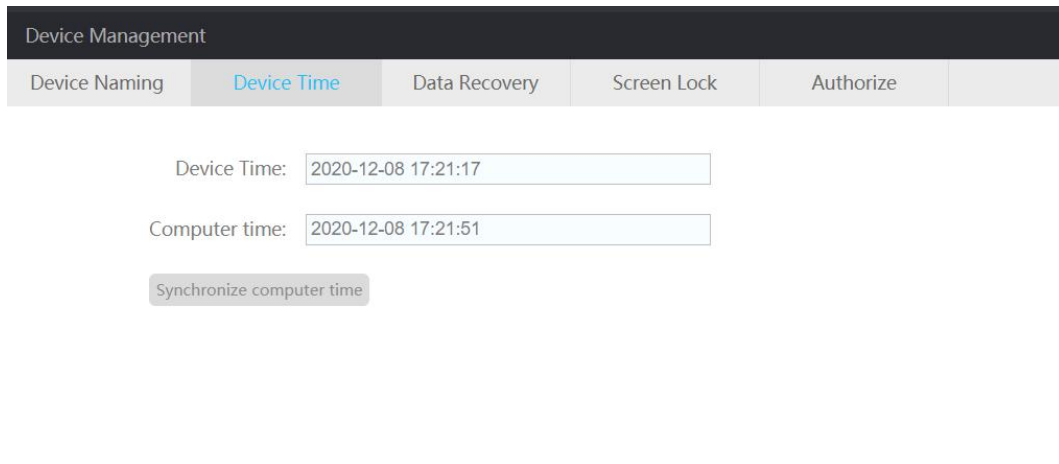 Device Management
Device Naming Device Time Data Recovery Screen Lock Authorize
Device Time: 2020-12-08 17:21:17
Computer time: 2020-12-08 17:21:51
Synchronize computer time